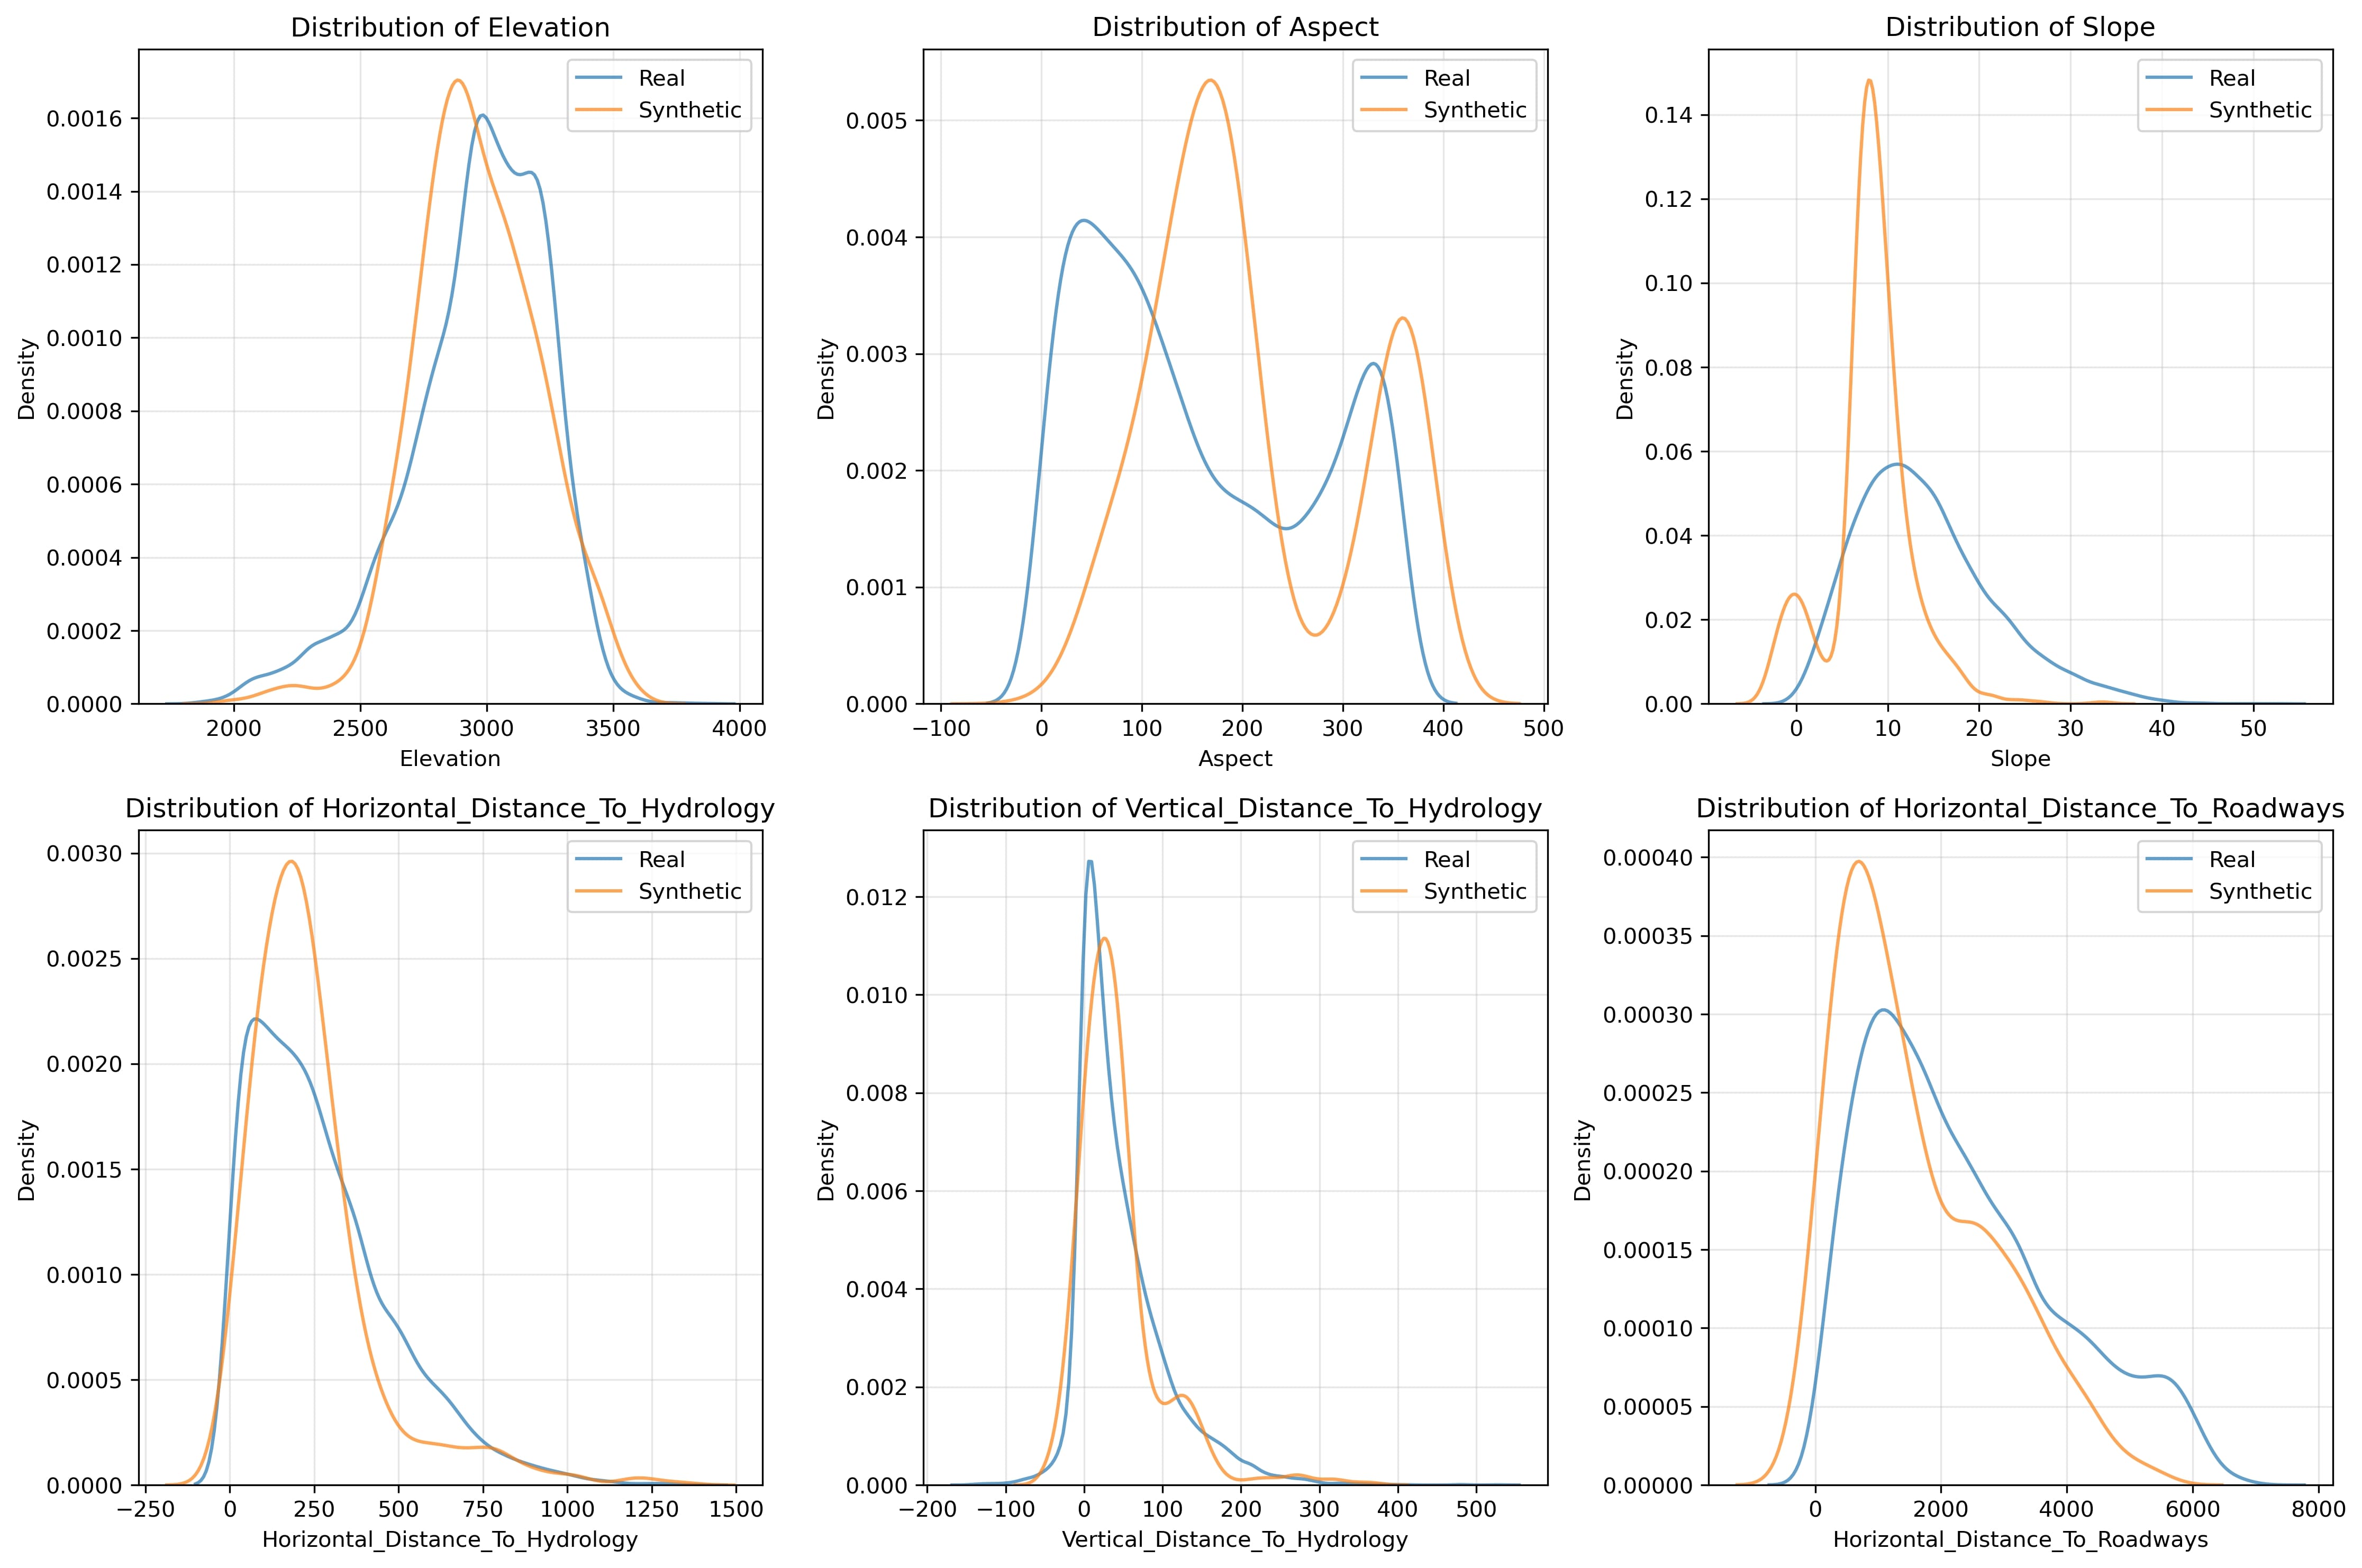 Distribution of Elevation
Real
Synthetic
0.0016
0.0014
0.0012
0.0010
0.0008
0.0006
0.0004
0.0002
0.0000
Density
2000 2500 3000 3500 4000
Elevation
Distribution of Aspect
Real
Synthetic
0.005
0.004
0.003
0.002
0.001
0.000
Density
−100 0 100 200 300 400 500
Aspect
Distribution of Slope
Real
Synthetic
0.14
0.12
0.10
0.08
0.06
0.04
0.02
0.00
Density
0 10 20 30 40 50
Slope
Distribution of Horizontal_Distance_To_Hydrology
Real
Synthetic
0.0030
0.0025
0.0020
0.0015
0.0010
0.0005
0.0000
Density
−250 0 250 500 750 1000 1250 1500
Horizontal_Distance_To_Hydrology
Distribution of Vertical_Distance_To_Hydrology
Real
Synthetic
0.012
0.010
0.008
0.006
0.004
0.002
0.000
Density
−200 −100 0 100 200 300 400 500
Vertical_Distance_To_Hydrology
Distribution of Horizontal_Distance_To_Roadways
Real
Synthetic
0.00040
0.00035
0.00030
0.00025
0.00020
0.00015
0.00010
0.00005
0.00000
Density
0 2000 4000 6000 8000
Horizontal_Distance_To_Roadways